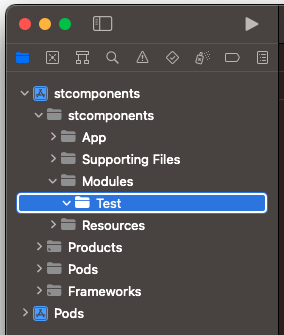 stcomponents
stcomponents
App
Supporting Files
Modules
Test
Resources
Products
Pods
Frameworks
Pods